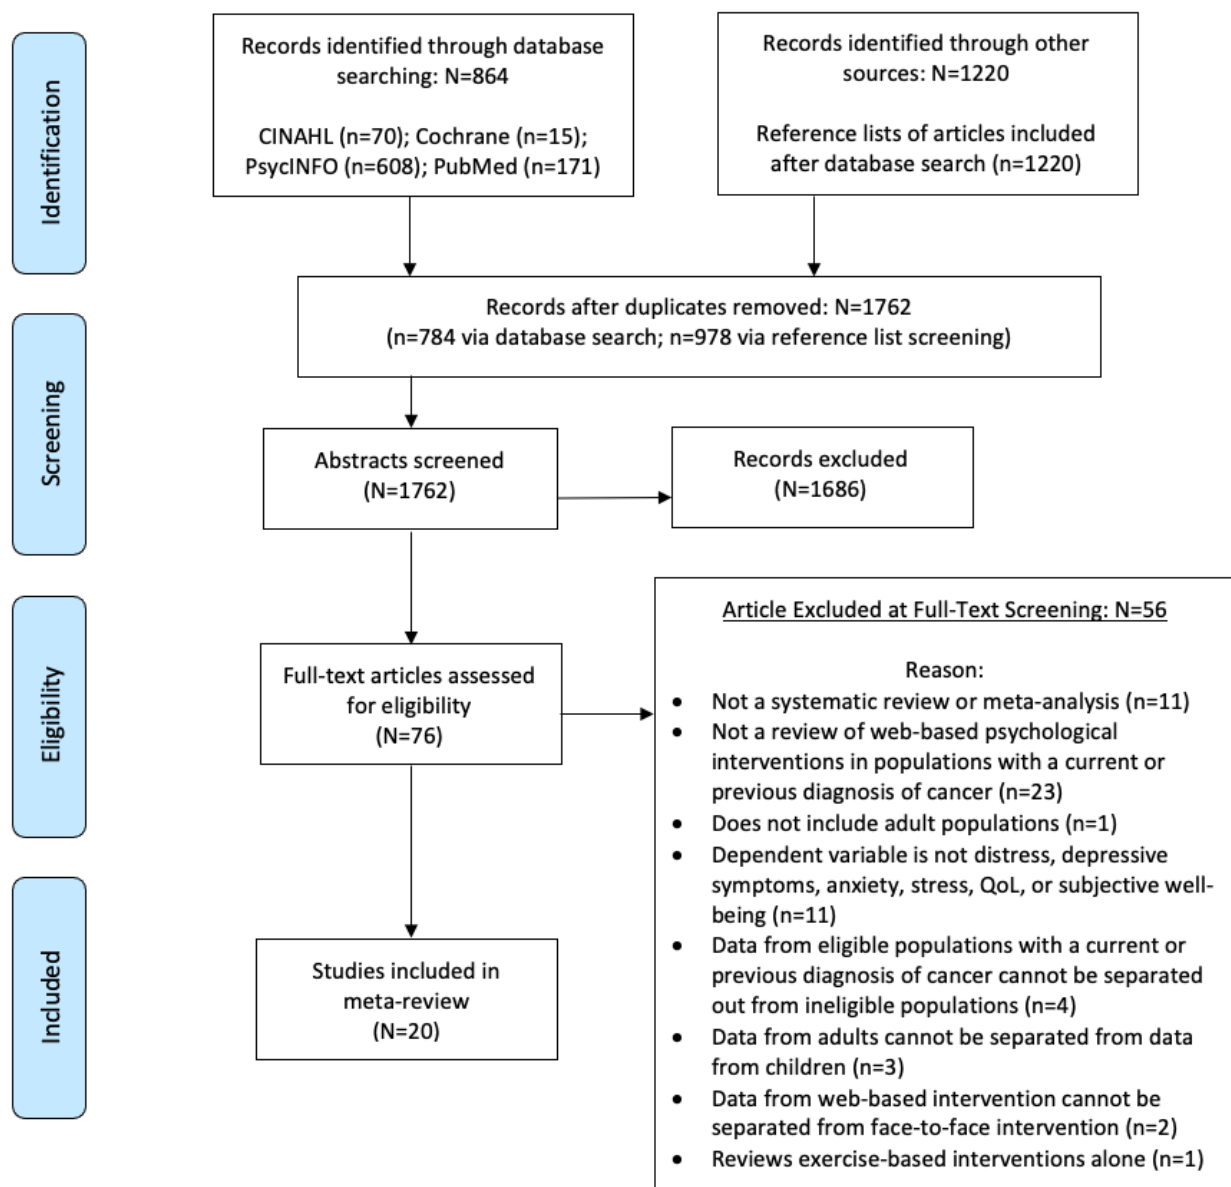 Identification
Records identified through database
searching: N=864
CINAHL (n=70); Cochrane (n=15);
PsycINFO (n=608); PubMed (n=171)
Records identified through other
sources: N=1220
Reference lists of articles included
after database search (n=1220)
Records after duplicates removed: N=1762
(n=784 via database search; n=978 via reference list screening)
Screening
Abstracts screened
(N=1762)
Records excluded
(N=1686)
Eligibility
Full-text articles assessed
for eligibility
(N=76)
Article Excluded at Full-Text Screening: N=56
Reason:
• Not a systematic review or meta-analysis (n=11)
• Not a review of web-based psychological
interventions in populations with a current or
previous diagnosis of cancer (n=23)
• Does not include adult populations (n=1)
• Dependent variable is not distress, depressive
symptoms, anxiety, stress, QoL, or subjective well-
being (n=11)
• Data from eligible populations with a current or
previous diagnosis of cancer cannot be separated
out from ineligible populations (n=4)
• Data from adults cannot be separated from data
from children (n=3)
• Data from web-based intervention cannot be
separated from face-to-face intervention (n=2)
• Reviews exercise-based interventions alone (n=1)
Included
Studies included in
meta-review
(N=20)